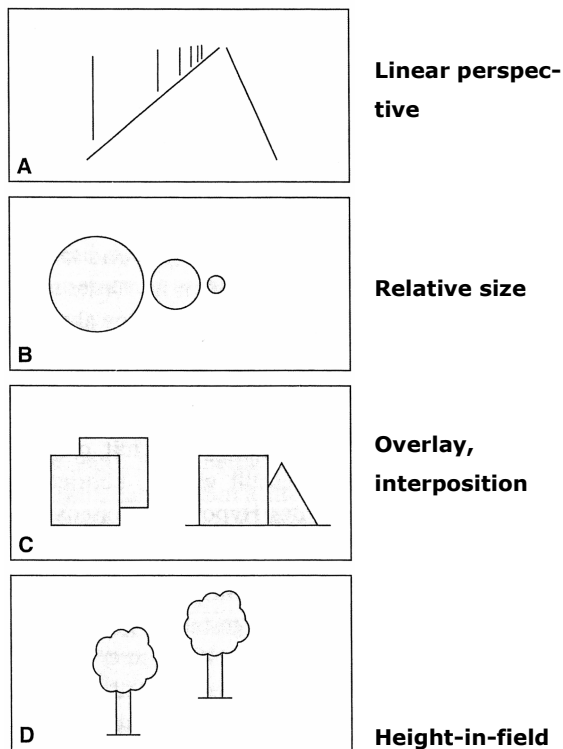 Linear perspec-
tive
A
Relative size
B
Overlay,
interposition
C
D
Height-in-field